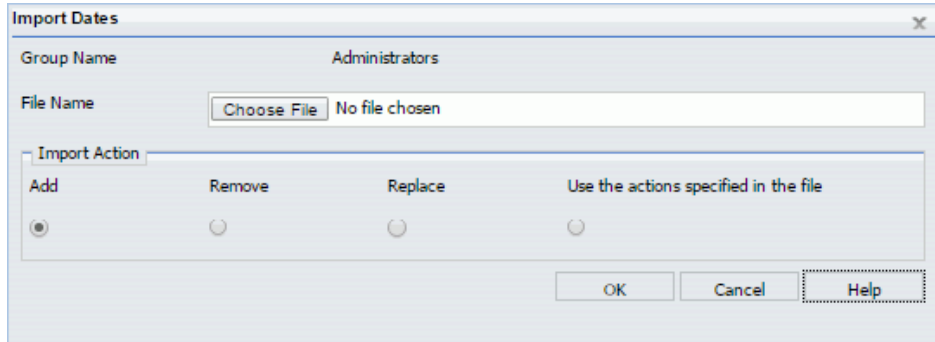 Import Dates
Group Name Administrators
File Name Choose File No file chosen
Import Action
Add Remove Replace Use the actions specified in the file
OK Cancel Help